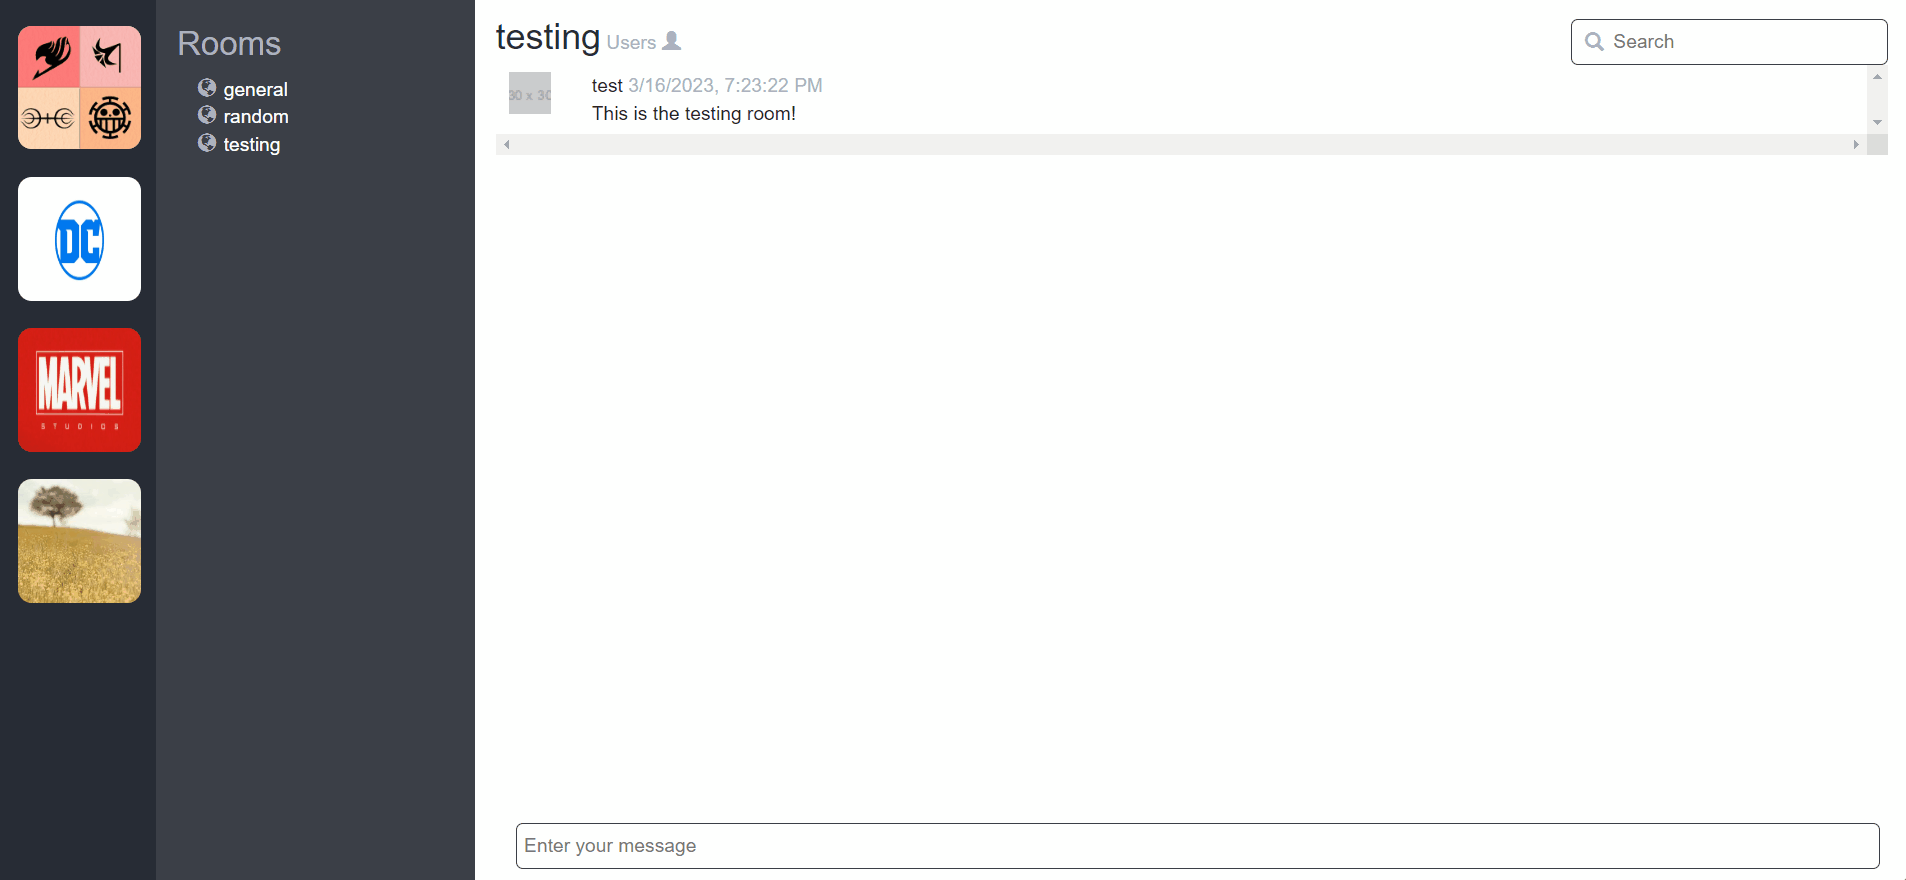 DC
MARVEL
STUDIOS
Rooms
general
random
testing
testing Users
Search
30 x 30
test 3/16/2023, 7:23:22 PM
This is the testing room!
Enter your message